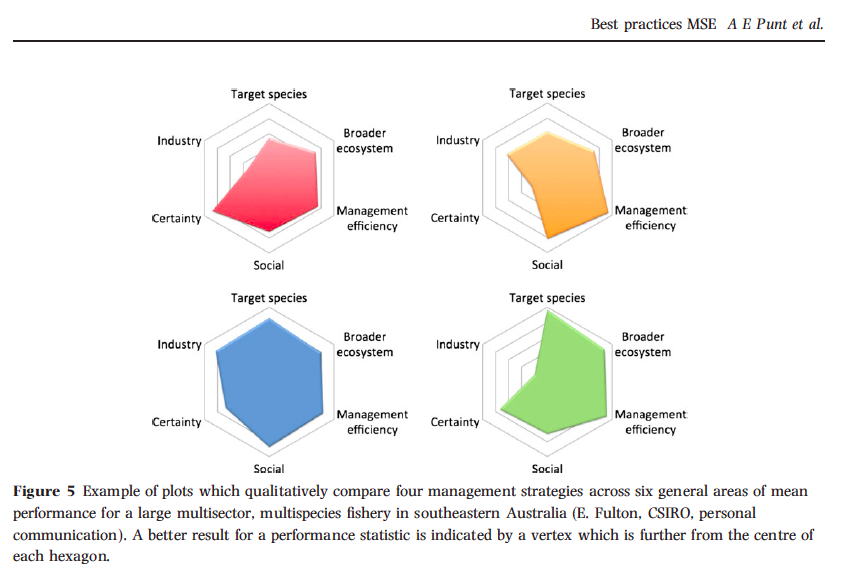 Best practices MSE A E Punt et al.
Target species
Industry
Broader
ecosystem
Certainty
Management
efficiency
Social
Target species
Industry
Broader
ecosystem
Certainty
Management
efficiency
Social
Target species
Industry
Broader
ecosystem
Certainty
Management
efficiency
Social
Target species
Industry
Broader
ecosystem
Certainty
Management
efficiency
Social
Figure 5 Example of plots which qualitatively compare four management strategies across six general areas of mean
performance for a large multisector, multispecies fishery in southeastern Australia (E. Fulton, CSIRO, personal
communication). A better result for a performance statistic is indicated by a vertex which is further from the centre of
each hexagon.